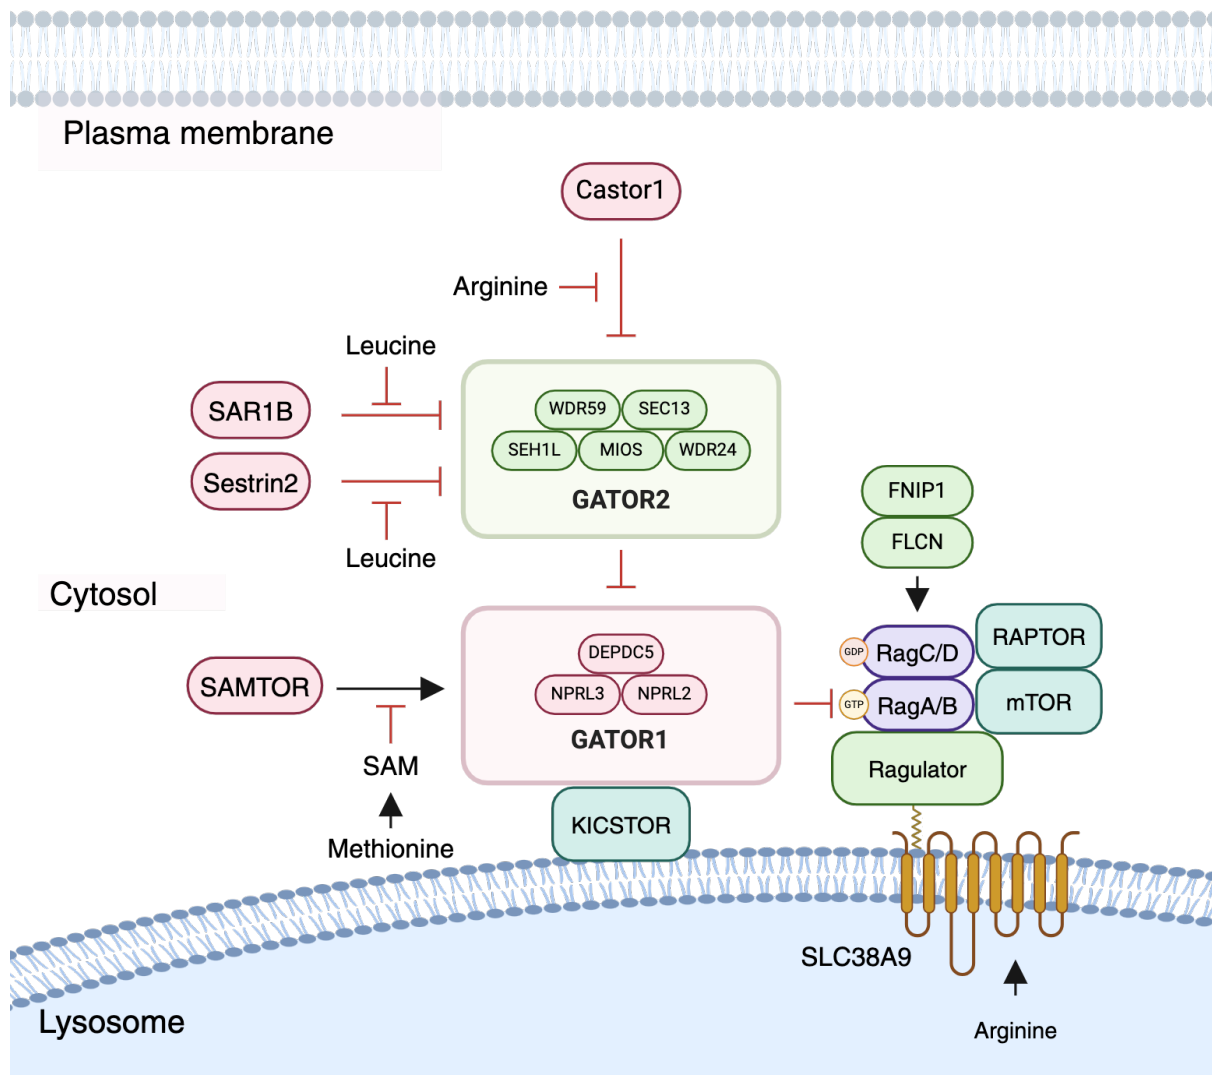 Plasma membrane
Castor1
Arginine
Leucine
SAR1B
Sestrin2
Leucine
WDR59
SEC13
SEH1L
MIOS
WDR24
GATOR2
FNIP1
FLCN
Cytosol
SAMTOR
SAM
Methionine
DEPDC5
NPRL3
NPRL2
GATOR1
KICSTOR
GDP
RagC/D
RAPTOR
GTP
RagA/B
mTOR
Ragulator
SLC38A9
Arginine
Lysosome